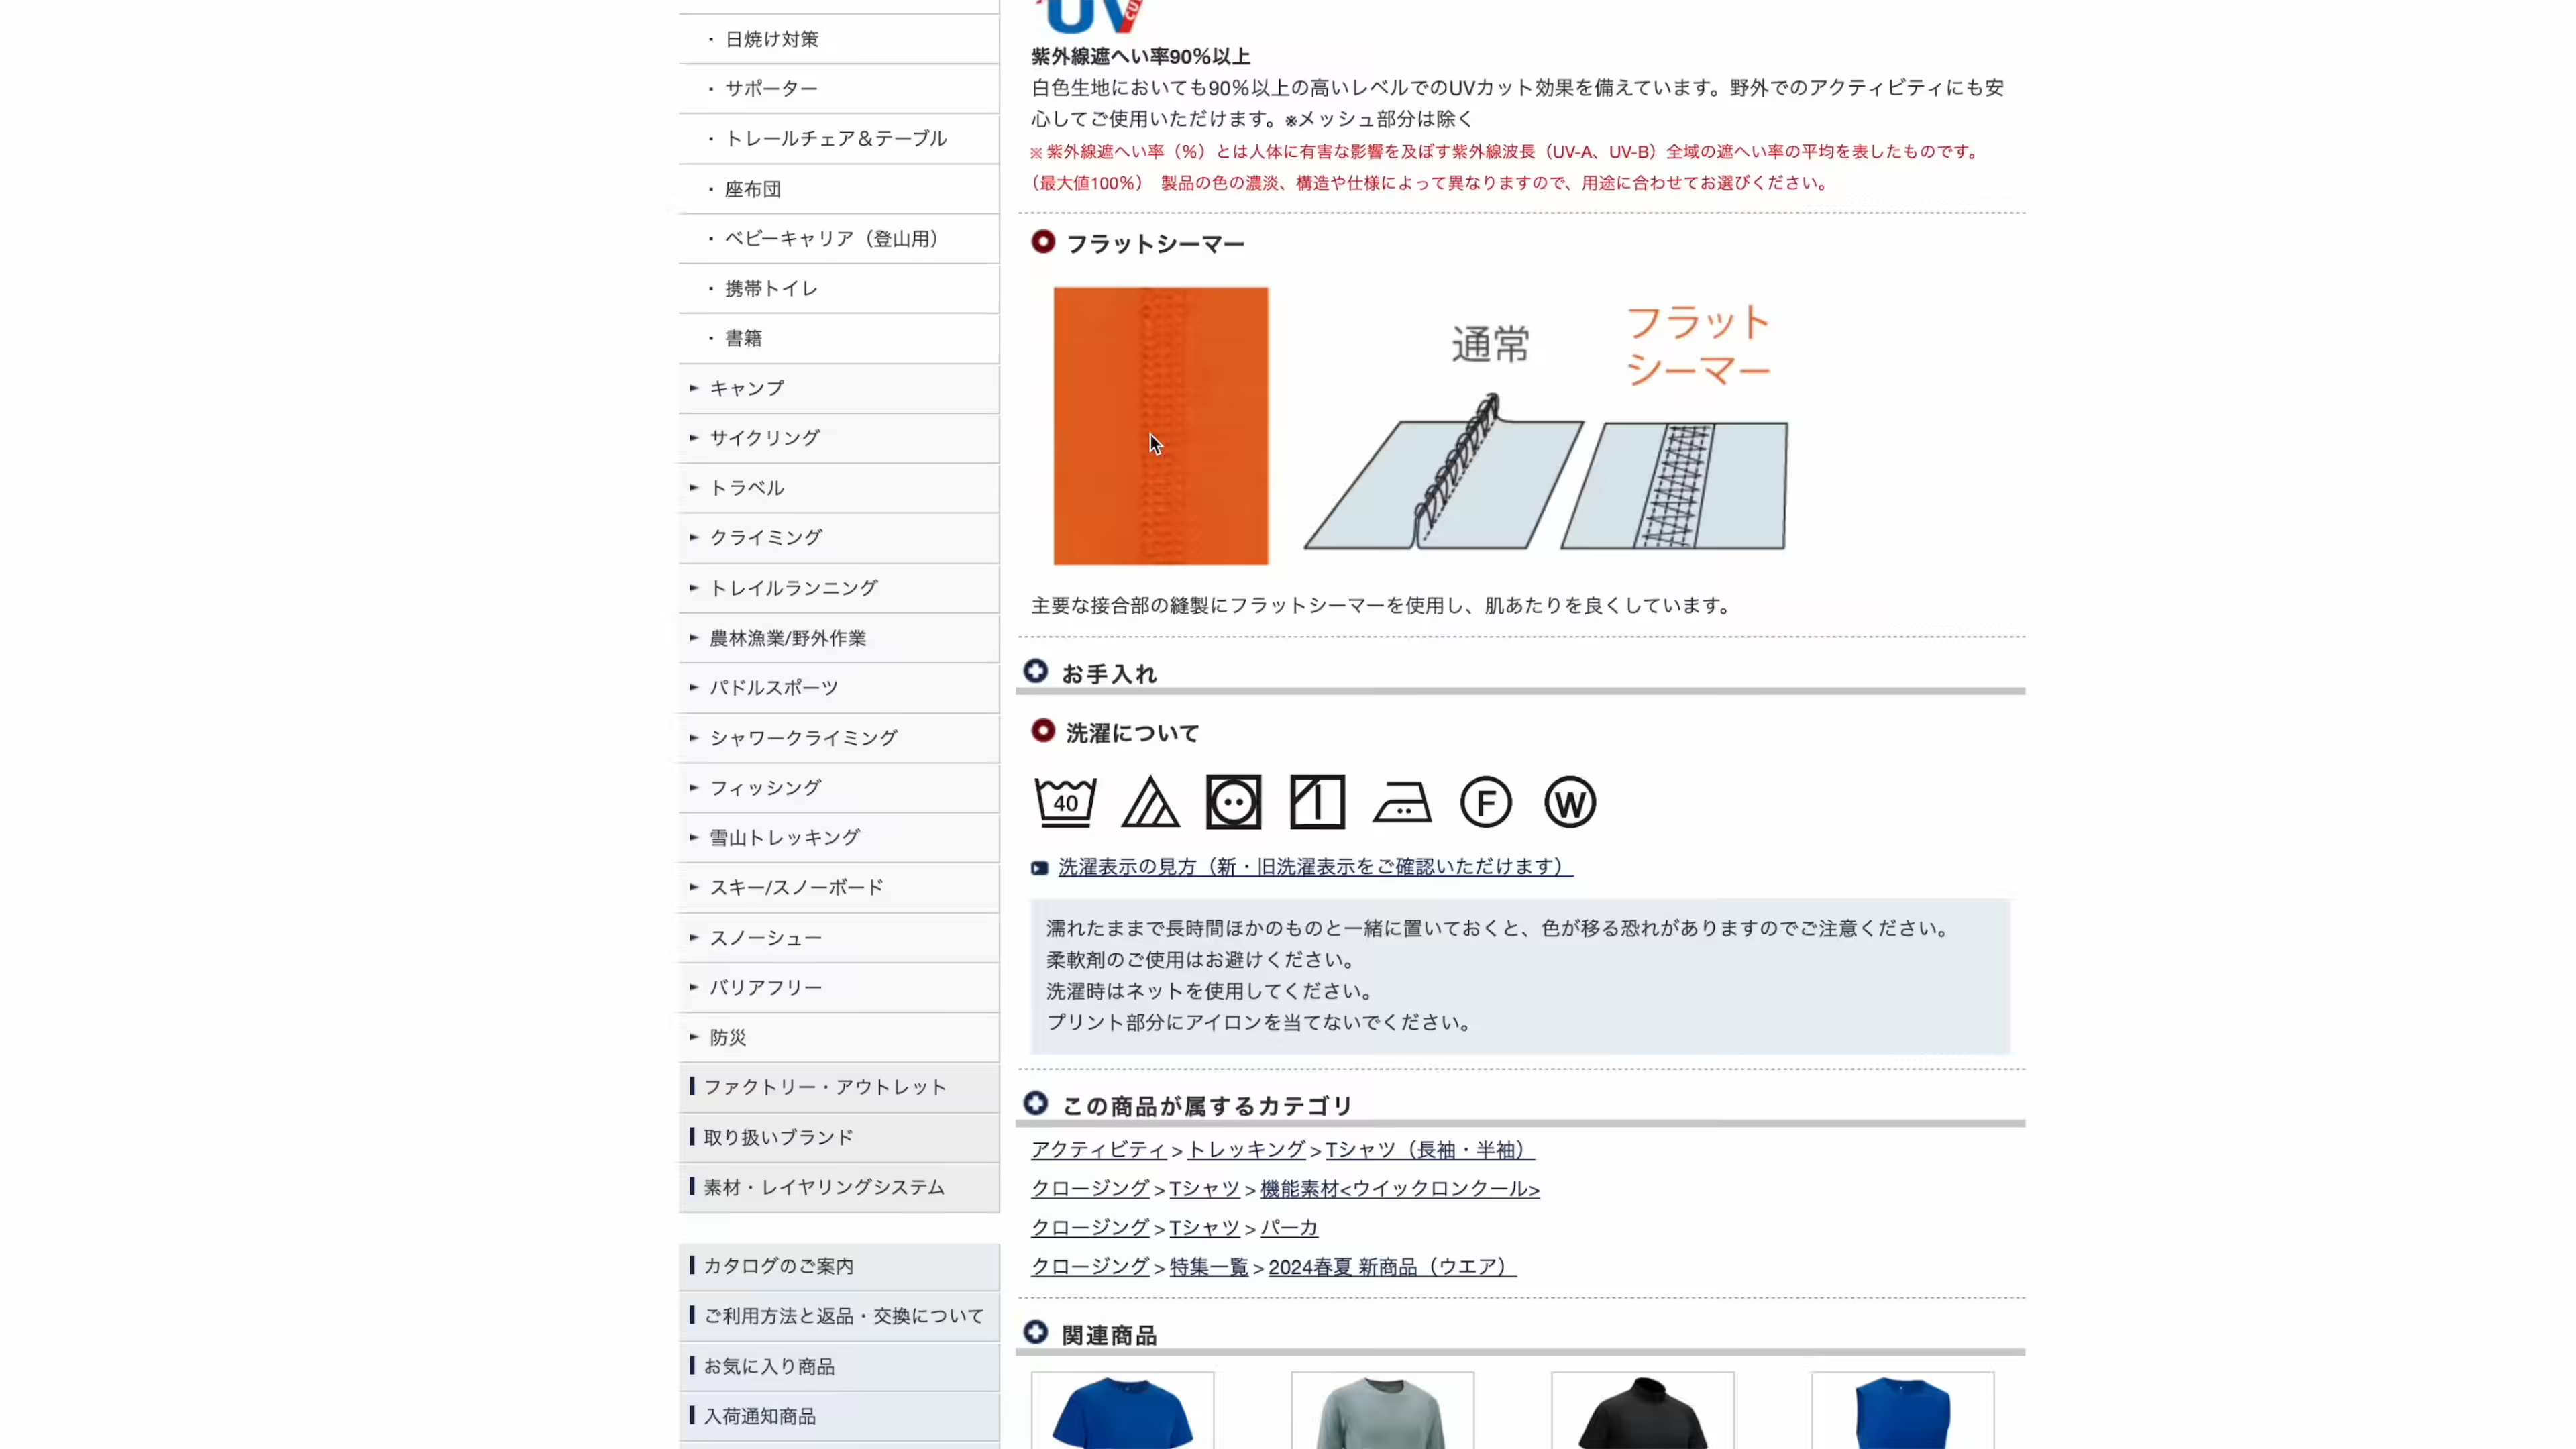 ・ 日焼け対策
・ サポーター
・ トレールチェア＆テーブル
・ 座布団
・ ベビーキャリア（登山用）
・ 携帯トイレ
・ 書籍
キャンプ
サイクリング
トラベル
クライミング
トレイルランニング
農林漁業/野外作業
パドルスポーツ
シャワークライミング
フィッシング
雪山トレッキング
スキー/スノーボード
スノーシュー
バリアフリー
防災
ファクトリー・アウトレット
取り扱いブランド
素材・レイヤリングシステム
カタログのご案内
ご利用方法と返品・交換について
お気に入り商品
入荷通知商品
UV CUT
紫外線遮へい率90%以上
白色生地においても90%以上の高いレベルでのUVカット効果を備えています。野外でのアクティビティにも安
心してご使用いただけます。※メッシュ部分は除く
※ 紫外線遮へい率（%）とは人体に有害な影響を及ぼす紫外線波長（UV-A、UV-B）全域の遮へい率の平均を表したものです。
（最大値100%） 製品の色の濃淡、構造や仕様によって異なりますので、用途に合わせてお選びください。
フラットシーマー
通常
フラット
シーマー
主要な接合部の縫製にフラットシーマーを使用し、肌あたりを良くしています。
お手入れ
洗濯について
40 F W
洗濯表示の見方（新・旧洗濯表示をご確認いただけます）
濡れたままで長時間ほかのものと一緒に置いておくと、色が移る恐れがありますのでご注意ください。
柔軟剤のご使用はお避けください。
洗濯時はネットを使用してください。
プリント部分にアイロンを当てないでください。
この商品が属するカテゴリ
アクティビティ > トレッキング > Tシャツ（長袖・半袖）
クロージング > Tシャツ > 機能素材<ウイックロンクール>
クロージング > Tシャツ > パーカ
クロージング > 特集一覧 > 2024春夏 新商品（ウエア）
関連商品